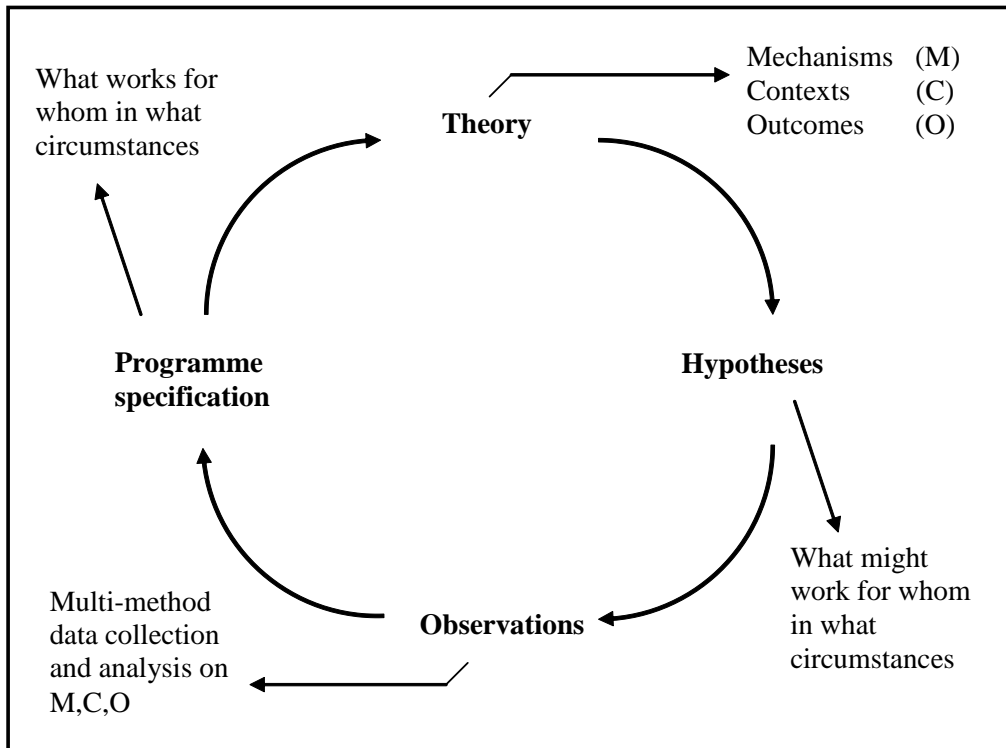 What works for
whom in what
circumstances
Theory
Mechanisms (M)
Contexts (C)
Outcomes (O)
Programme
specification
Hypotheses
Multi-method
data collection
and analysis on
M,C,O
Observations
What might
work for whom
in what
circumstances